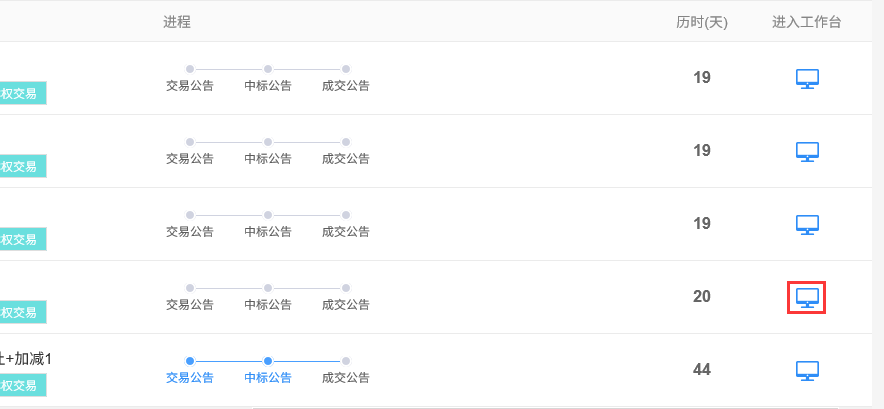 进程 历时(天) 进入工作台
交易公告 中标公告 成交公告 19
权交易
交易公告 中标公告 成交公告 19
权交易
交易公告 中标公告 成交公告 19
权交易
交易公告 中标公告 成交公告 20
权交易
+加减1
交易公告 中标公告 成交公告 44
权交易